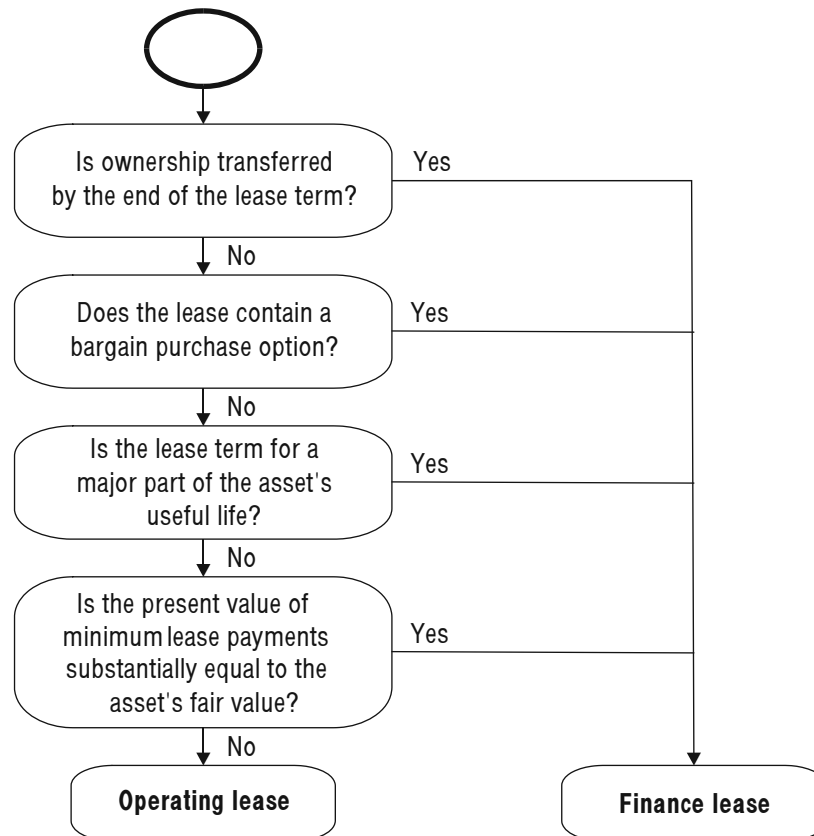 Is ownership transferred
by the end of the lease term?
Yes
No
Does the lease contain a
bargain purchase option?
Yes
No
Is the lease term for a
major part of the asset's
useful life?
Yes
No
Is the present value of
minimum lease payments
substantially equal to the
asset's fair value?
Yes
No
Operating lease
Finance lease